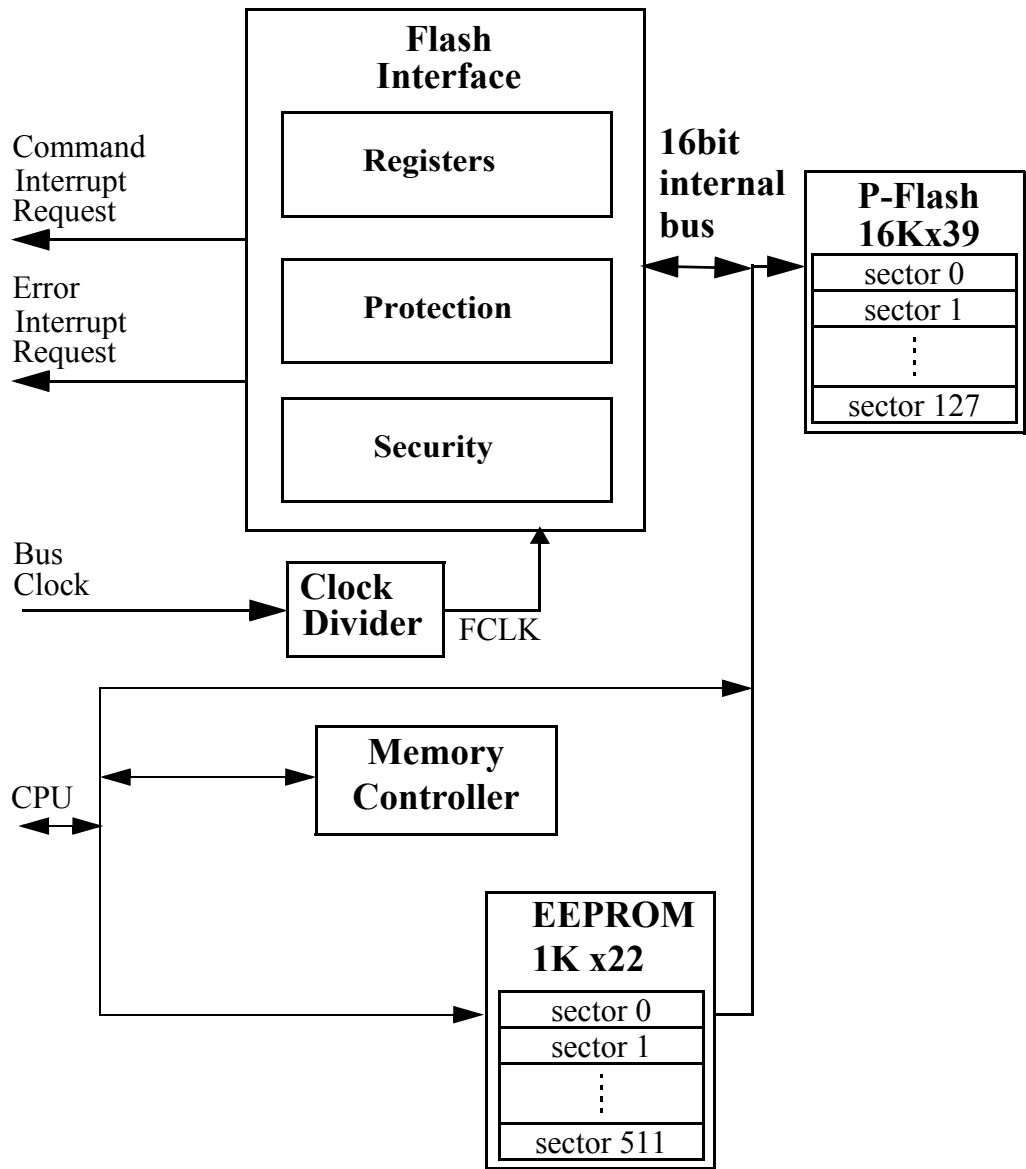 Flash
Interface
Registers
Protection
Security
Command
Interrupt
Request
Error
Interrupt
Request
16bit
internal
bus
P-Flash
16Kx39
sector 0
sector 1
sector 127
Bus
Clock
Clock
Divider
FCLK
CPU
Memory
Controller
EEPROM
1K x22
sector 0
sector 1
sector 511